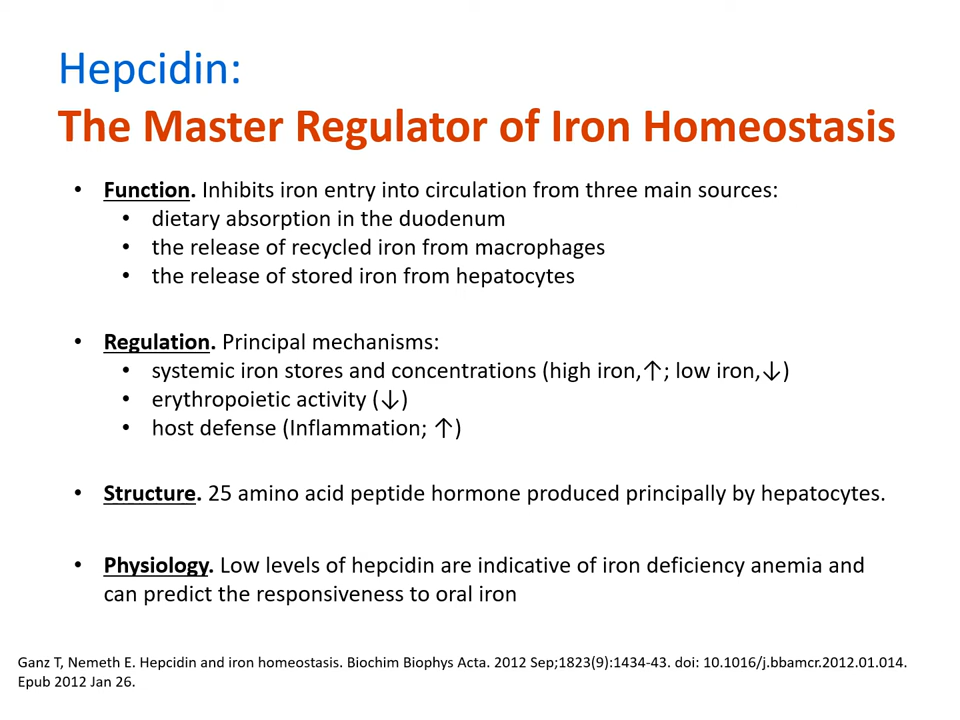 Hepcidin:
The Master Regulator of Iron Homeostasis
• Function. Inhibits iron entry into circulation from three main sources:
• dietary absorption in the duodenum
• the release of recycled iron from macrophages
• the release of stored iron from hepatocytes
• Regulation. Principal mechanisms:
• systemic iron stores and concentrations (high iron,↑; low iron,↓)
• erythropoietic activity (↓)
• host defense (Inflammation; ↑)
• Structure. 25 amino acid peptide hormone produced principally by hepatocytes.
• Physiology. Low levels of hepcidin are indicative of iron deficiency anemia and
can predict the responsiveness to oral iron
Ganz T, Nemeth E. Hepcidin and iron homeostasis. Biochim Biophys Acta. 2012 Sep;1823(9):1434-43. doi: 10.1016/j.bbamcr.2012.01.014.
Epub 2012 Jan 26.